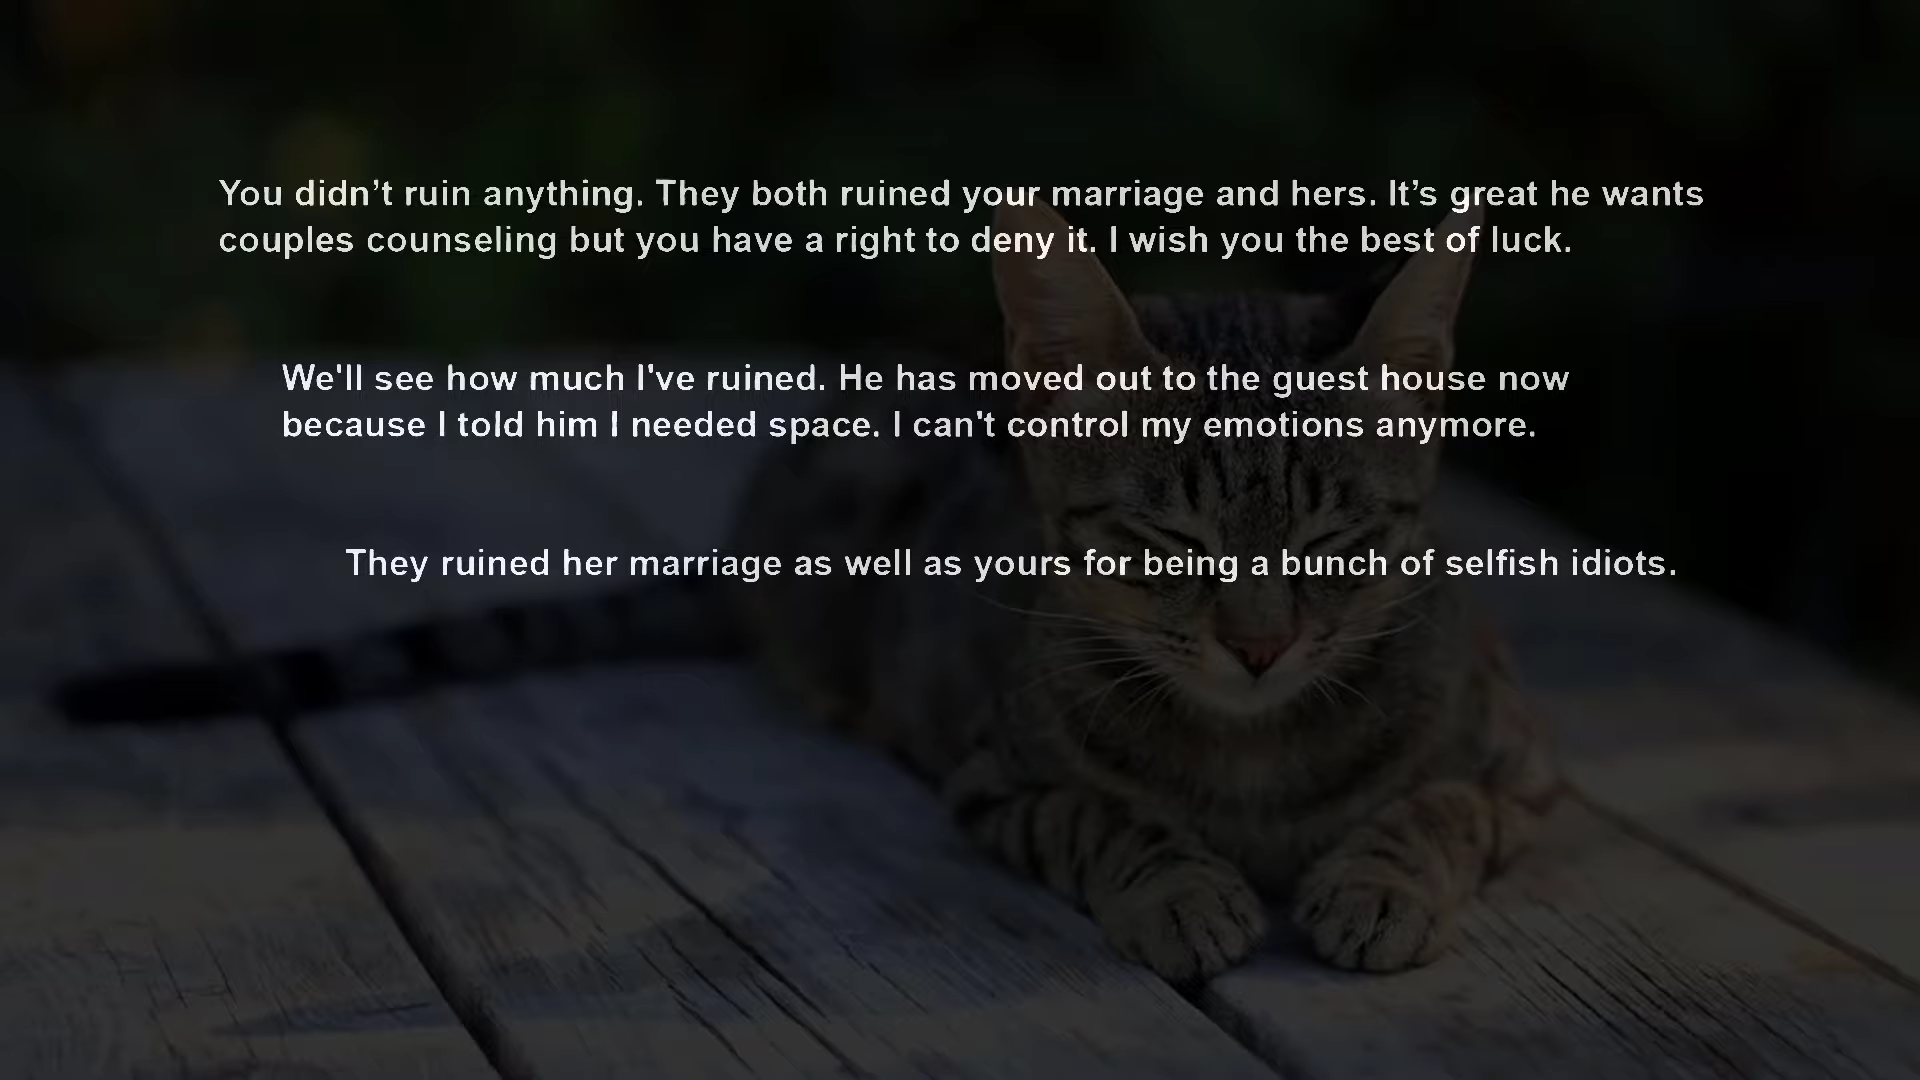 You didn’t ruin anything. They both ruined your marriage and hers. It’s great he wants
couples counseling but you have a right to deny it. I wish you the best of luck.
We'll see how much I've ruined. He has moved out to the guest house now
because I told him I needed space. I can't control my emotions anymore.
They ruined her marriage as well as yours for being a bunch of selfish idiots.